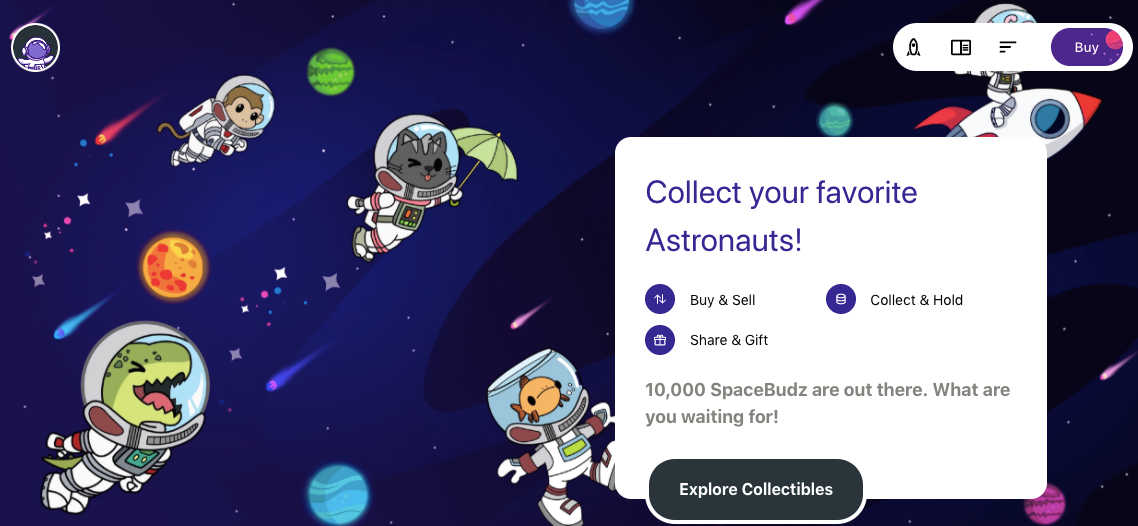 Buy
Collect your favorite
Astronauts!
Buy & Sell
Collect & Hold
Share & Gift
10,000 SpaceBudz are out there. What are
you waiting for!
Explore Collectibles